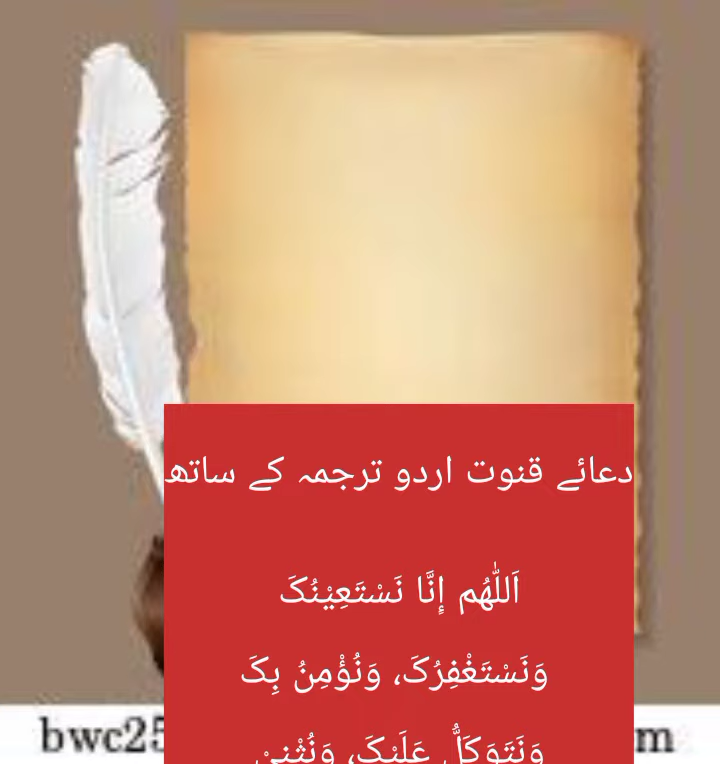 دعائے قنوت اردو ترجمہ کے ساتھ
اَللّٰهُم إِنَّا نَسْتَعِيْنُکَ
وَنَسْتَغْفِرُکَ، وَنُؤْمِنُ بِکَ
وَنَتَوَکَلُّ عَلَيْکَ، وَنُثْنِيْ
bwc25
m